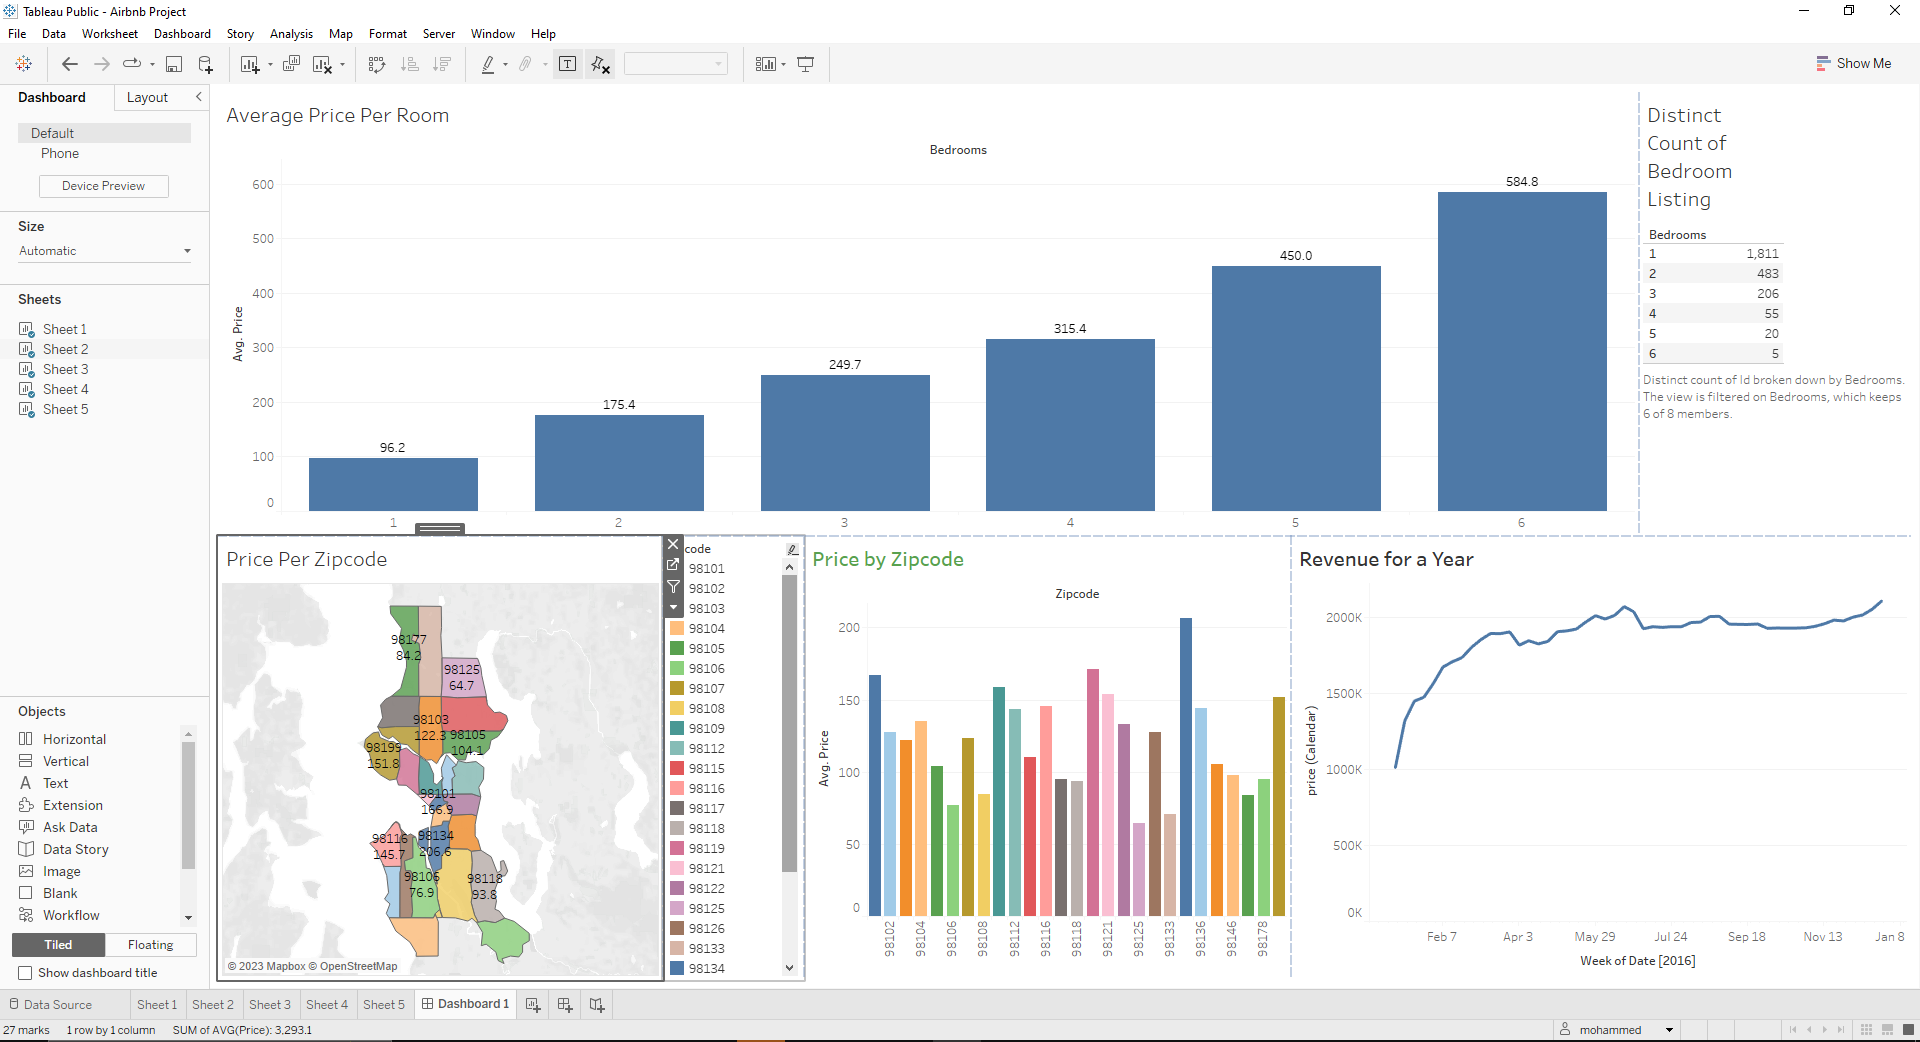 Tableau Public - Airbnb Project
File Data Worksheet Dashboard Story Analysis Map Format Server Window Help
Show Me
Dashboard Layout
Default
Phone
Device Preview
Size
Automatic
Sheets
Sheet 1
Sheet 2
Sheet 3
Sheet 4
Sheet 5
Objects
Horizontal
Vertical
Text
Extension
Ask Data
Data Story
Image
Blank
Workflow
Tiled Floating
Show dashboard title
Average Price Per Room
Bedrooms
Avg. Price
600
500
400
300
200
100
0
96.2
175.4
249.7
315.4
450.0
584.8
1 2 3 4 5 6
Distinct
Count of
Bedroom
Listing
Bedrooms
1 1,811
2 483
3 206
4 55
5 20
6 5
Distinct count of Id broken down by Bedrooms.
The view is filtered on Bedrooms, which keeps
6 of 8 members.
Price Per Zipcode
98177
84.2
98125
64.7
98103
122.3
98105
104.1
98199
151.8
98101
166.9
98116
145.7
98134
206.6
98106
76.9
98118
93.8
© 2023 Mapbox © OpenStreetMap
code
98101
98102
98103
98104
98105
98106
98107
98108
98109
98112
98115
98116
98117
98118
98119
98121
98122
98125
98126
98133
98134
Price by Zipcode
Zipcode
Avg. Price
200
150
100
50
0
98102 98104 98106 98108 98112 98116 98118 98121 98125 98133 98136 98146 98178
Revenue for a Year
price (Calendar)
2000K
1500K
1000K
500K
0K
Feb 7 Apr 3 May 29 Jul 24 Sep 18 Nov 13 Jan 8
Week of Date [2016]
Data Source Sheet 1 Sheet 2 Sheet 3 Sheet 4 Sheet 5 Dashboard 1
27 marks 1 row by 1 column SUM of AVG(Price): 3,293.1
mohammed